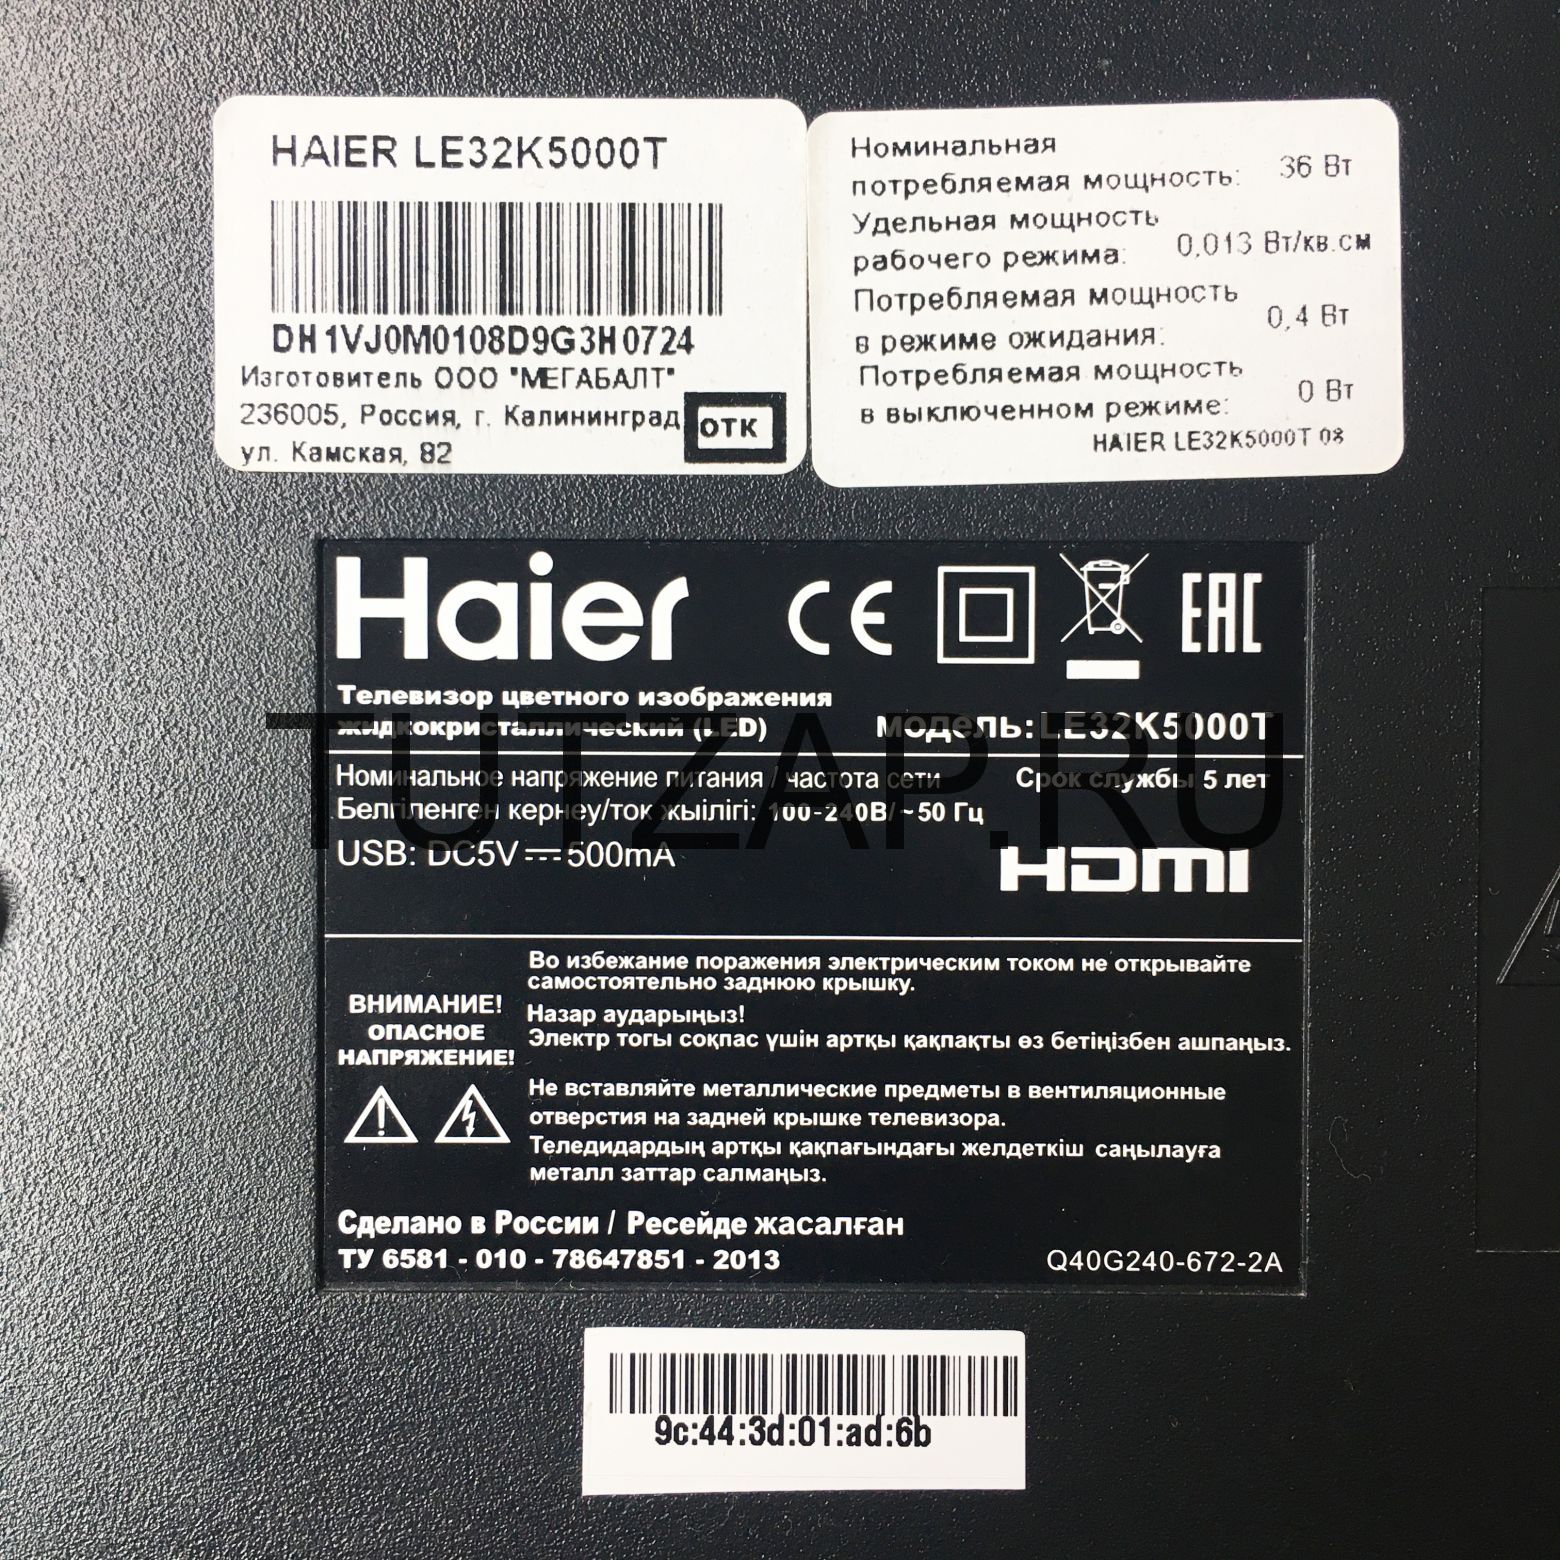 HAIER LE32K5000T
DH1VJ0M0108D9G3H0724
Изготовитель ООО "МЕГАБАЛТ"
236005, Россия, г. Калининград
ул. Камская, 82
ОТК
Номинальная
потребляемая мощность: 36 Вт
Удельная мощность
рабочего режима: 0,013 Вт/кв.см
Потребляемая мощность
в режиме ожидания: 0,4 Вт
Потребляемая мощность
в выключенном режиме: 0 Вт
HAIER LE32K5000T 08
Haier CE EAC
Телевизор цветного изображения
жидкокристаллический (LED) модель: LE32K5000T
TUTZAP.RU
Номинальное напряжение питания / частота сети Срок службы 5 лет
Белгіленген кернеу/ток жыілігі: 100-240В/ ~50 Гц
USB: DC5V 500mA
HDMI
ВНИМАНИЕ!
ОПАСНОЕ
НАПРЯЖЕНИЕ!
Во избежание поражения электрическим током не открывайте
самостоятельно заднюю крышку.
Назар аударыңыз!
Электр тогы соқпас үшін артқы қақпақты өз бетіңізбен ашпаңыз.
Не вставляйте металлические предметы в вентиляционные
отверстия на задней крышке телевизора.
Теледидардың артқы қақпағындағы желдеткіш саңылауға
металл заттар салмаңыз.
Сделано в России / Ресейде жасалған
ТУ 6581 - 010 - 78647851 - 2013 Q40G240-672-2A
9c:44:3d:01:ad:6b